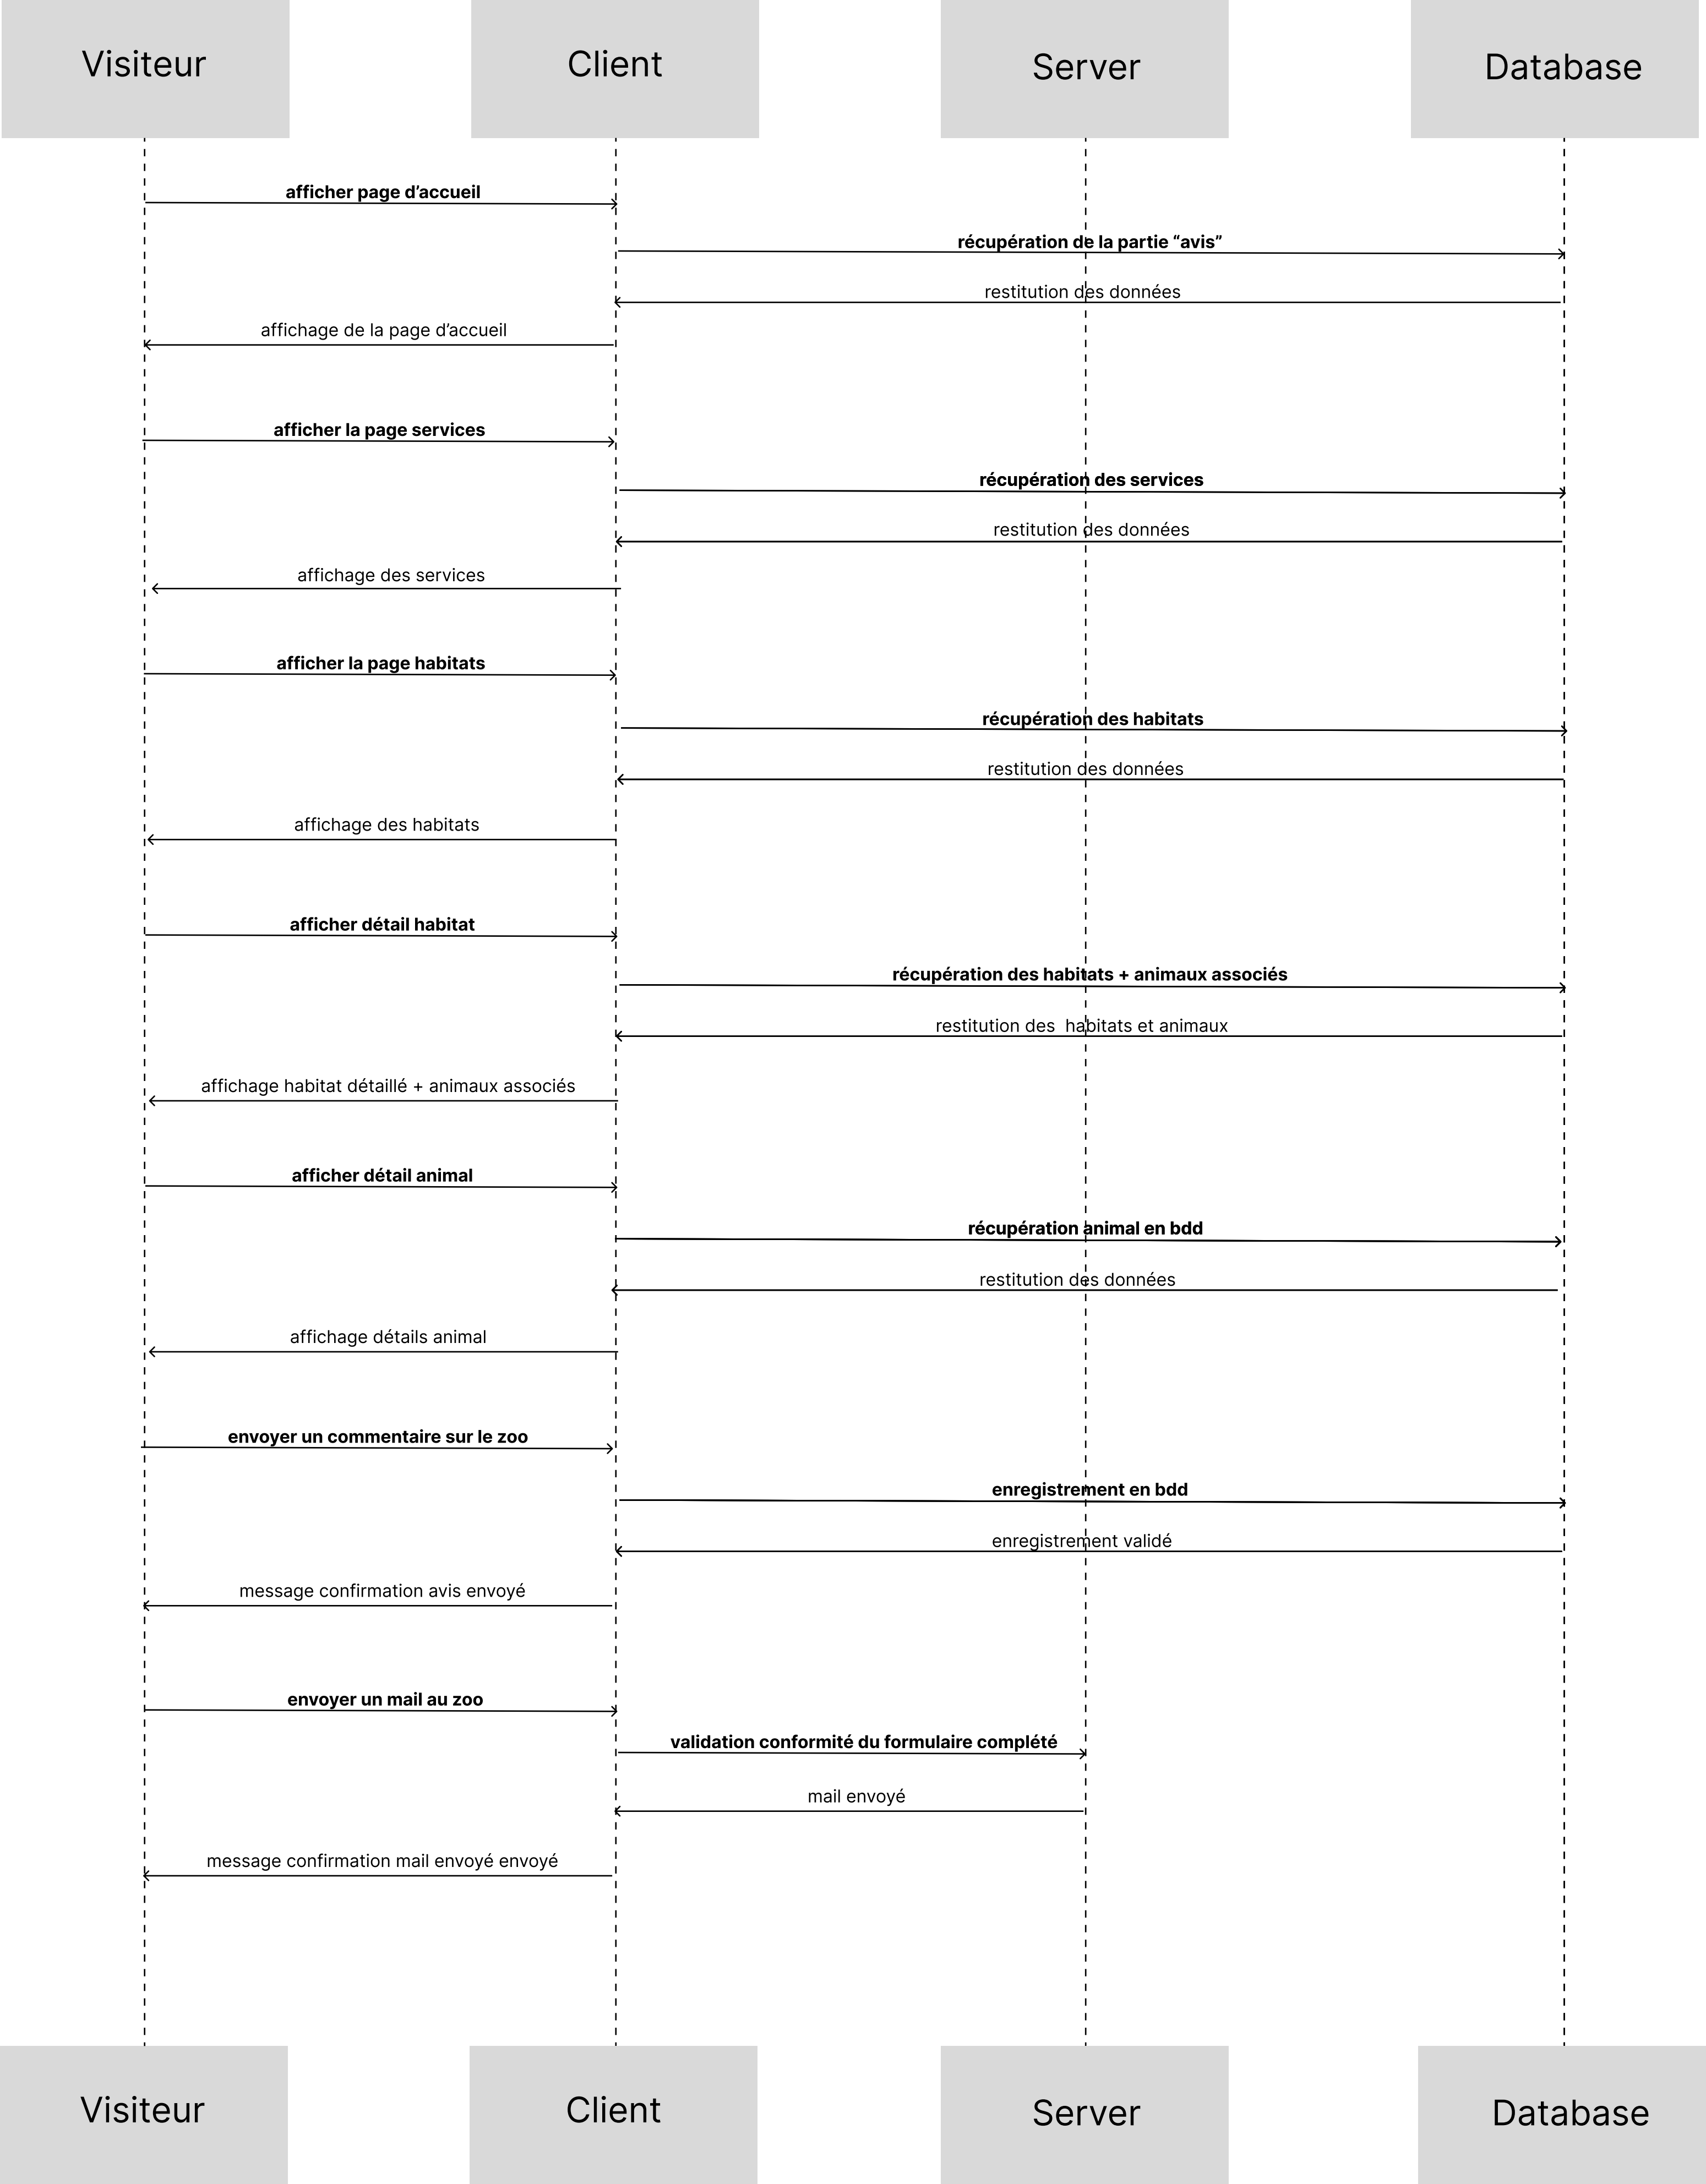 Visiteur
Client
Server
Database
afficher page d’accueil
récupération de la partie “avis”
restitution des données
affichage de la page d’accueil
afficher la page services
récupération des services
restitution des données
affichage des services
afficher la page habitats
récupération des habitats
restitution des données
affichage des habitats
afficher détail habitat
récupération des habitats + animaux associés
restitution des  habitats et animaux
affichage habitat détaillé + animaux associés
afficher détail animal
récupération animal en bdd
restitution des données
affichage détails animal
envoyer un commentaire sur le zoo
enregistrement en bdd
enregistrement validé
message confirmation avis envoyé
envoyer un mail au zoo
validation conformité du formulaire complété
mail envoyé
message confirmation mail envoyé envoyé
Visiteur
Client
Server
Database